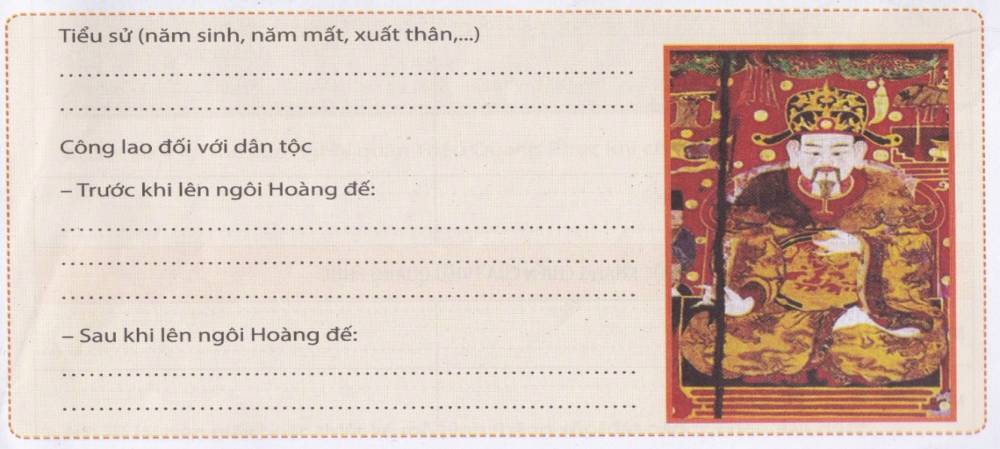 Tiểu sử (năm sinh, năm mất, xuất thân,...)
Công lao đối với dân tộc
– Trước khi lên ngôi Hoàng đế:
– Sau khi lên ngôi Hoàng đế: